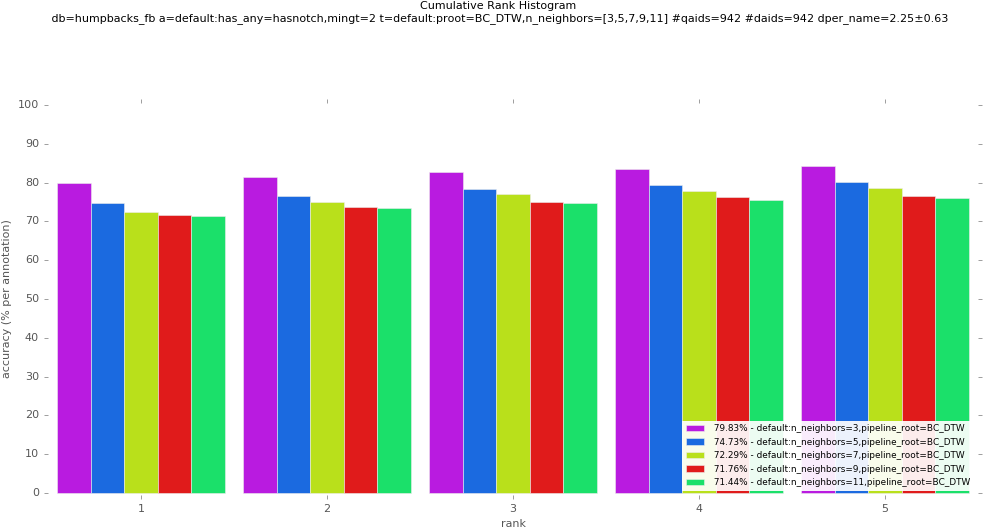 Cumulative Rank Histogram
db=humpbacks_fb a=default:has_any=hasnotch,mingt=2 t=default:proot=BC_DTW,n_neighbors=[3,5,7,9,11] #qaids=942 #daids=942 dper_name=2.25±0.63
100
90
80
70
60
50
40
30
20
10
0
accuracy (% per annotation)
79.83% - default:n_neighbors=3,pipeline_root=BC_DTW
74.73% - default:n_neighbors=5,pipeline_root=BC_DTW
72.29% - default:n_neighbors=7,pipeline_root=BC_DTW
71.76% - default:n_neighbors=9,pipeline_root=BC_DTW
71.44% - default:n_neighbors=11,pipeline_root=BC_DTW
1 2 3 4 5
rank